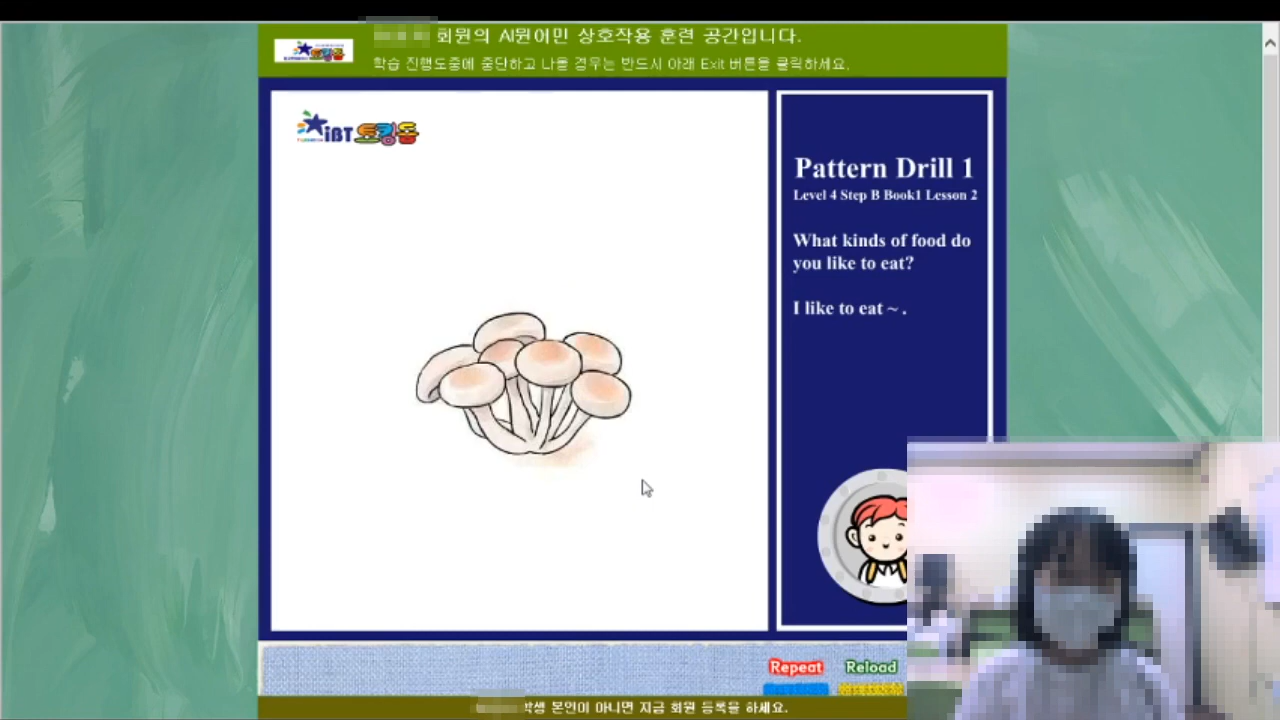 회원의 AI원어민 상호작용 훈련 공간입니다.
학습 진행도중에 중단하고 나올 경우는 반드시 아래 Exit 버튼을 클릭하세요.
iBT 토킹돔
Pattern Drill 1
Level 4 Step B Book1 Lesson 2
What kinds of food do
you like to eat?
I like to eat ~ .
Repeat
Reload
학생 본인이 아니면 지금 회원 등록을 하세요.